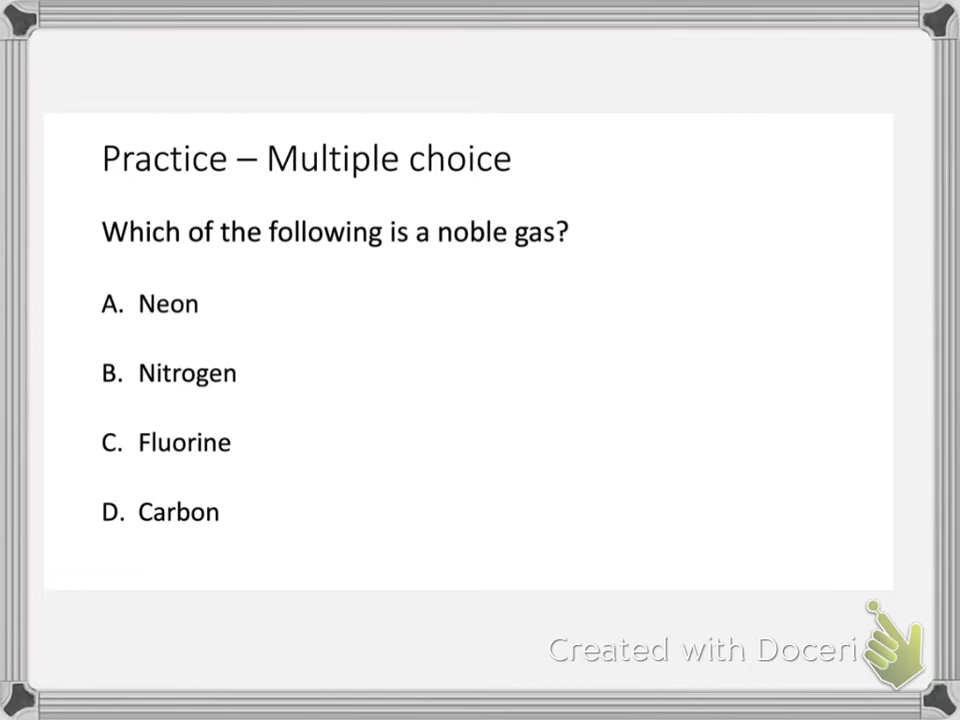 Practice – Multiple choice
Which of the following is a noble gas?
A. Neon
B. Nitrogen
C. Fluorine
D. Carbon
Created with Doceri